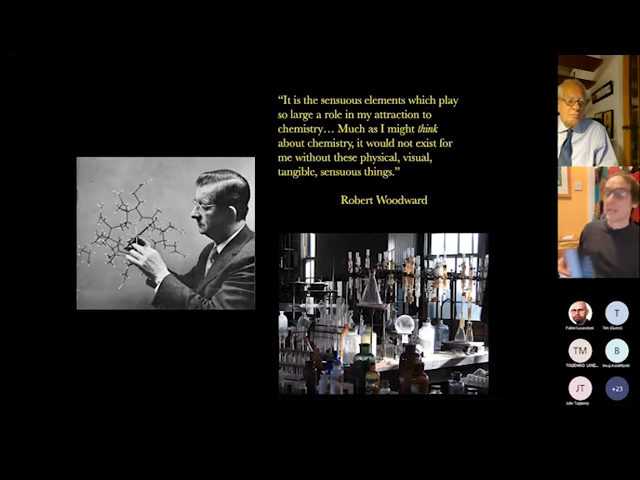 “It is the sensuous elements which play
so large a role in my attraction to
chemistry… Much as I might think
about chemistry, it would not exist for
me without these physical, visual,
tangible, sensuous things.”
Robert Woodward
T
Tim (Guest)
TM
B
JT
+23